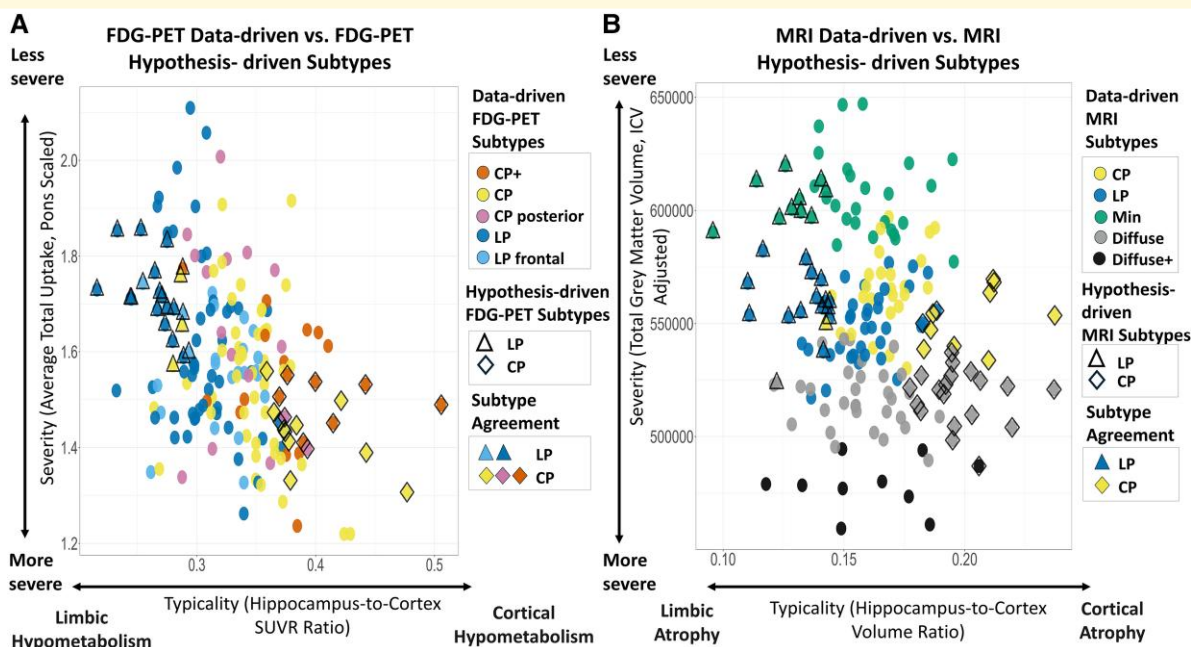 A
FDG-PET Data-driven vs. FDG-PET
Hypothesis- driven Subtypes
Less
severe
Severity (Average Total Uptake, Pons Scaled)
2.0
1.8
1.6
1.4
1.2
0.3
0.4
0.5
More
severe
Limbic
Hypometabolism
Typicality (Hippocampus-to-Cortex
SUVR Ratio)
Cortical
Hypometabolism
Data-driven
FDG-PET
Subtypes
CP+
CP
CP posterior
LP
LP frontal
Hypothesis-driven
FDG-PET Subtypes
LP
CP
Subtype
Agreement
LP
CP
B
MRI Data-driven vs. MRI
Hypothesis- driven Subtypes
Less
severe
Severity (Total Grey Matter Volume, ICV
Adjusted)
650000
600000
550000
500000
0.10
0.15
0.20
More
severe
Limbic
Atrophy
Typicality (Hippocampus-to-Cortex
Volume Ratio)
Cortical
Atrophy
Data-driven
MRI
Subtypes
CP
LP
Min
Diffuse
Diffuse+
Hypothesis-
driven
MRI Subtypes
LP
CP
Subtype
Agreement
LP
CP